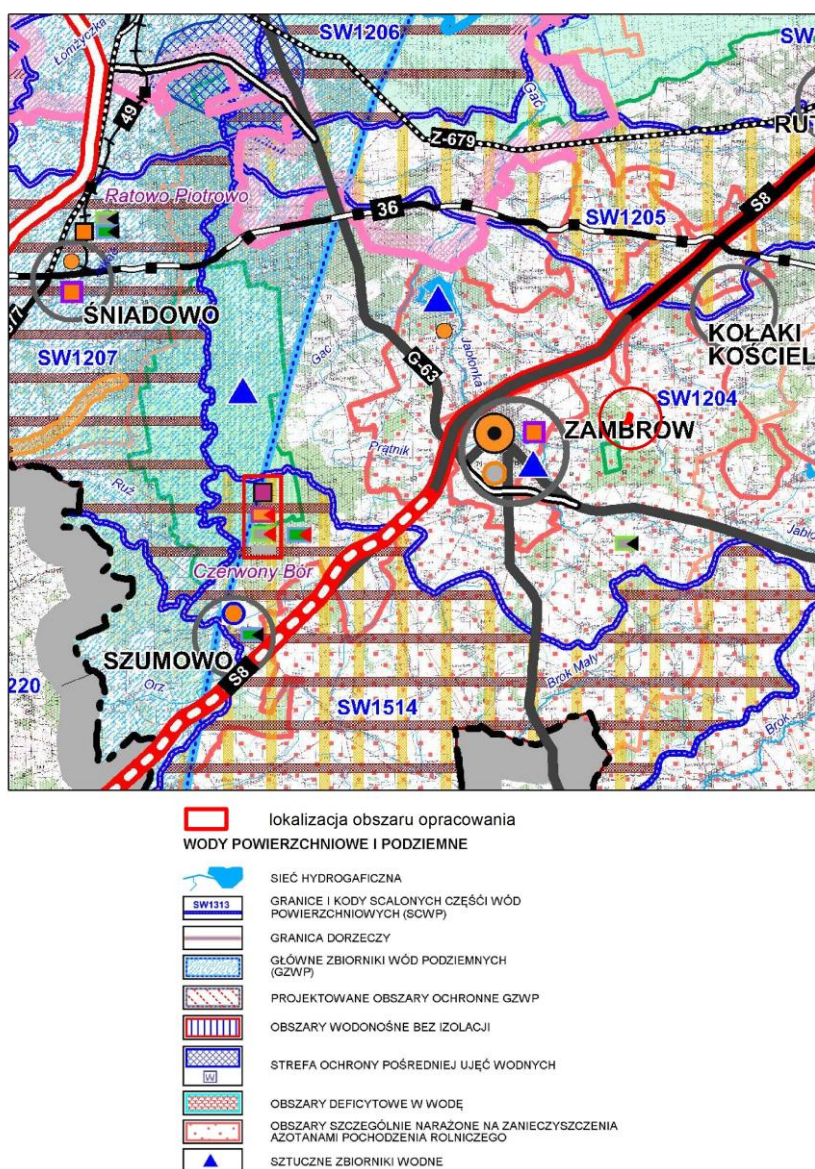 SW1206
SW
Łomżyczka
Gać
RUT
49
Z-679
Ratowo Piotrowo
36
S8
SW1205
ŚNIADOWO
KOŁAKI
KOŚCIEL
SW1207
Gać
G-63
Jabłonka
SW1204
ZAMBRÓW
Prątnik
Ruż
Jabło
Czerwony Bór
SZUMOWO
S8
Orz
220
SW1514
Brok Mały
Brok
lokalizacja obszaru opracowania
WODY POWIERZCHNIOWE I PODZIEMNE
SIEĆ HYDROGAFICZNA
SW1313
GRANICE I KODY SCALONYCH CZĘŚĆI WÓD
POWIERZCHNIOWYCH (SCWP)
GRANICA DORZECZY
GŁÓWNE ZBIORNIKI WÓD PODZIEMNYCH
(GZWP)
PROJEKTOWANE OBSZARY OCHRONNE GZWP
OBSZARY WODONOŚNE BEZ IZOLACJI
STREFA OCHRONY POŚREDNIEJ UJĘĆ WODNYCH
W
OBSZARY DEFICYTOWE W WODĘ
OBSZARY SZCZEGÓLNIE NARAŻONE NA ZANIECZYSZCZENIA
AZOTANAMI POCHODZENIA ROLNICZEGO
SZTUCZNE ZBIORNIKI WODNE